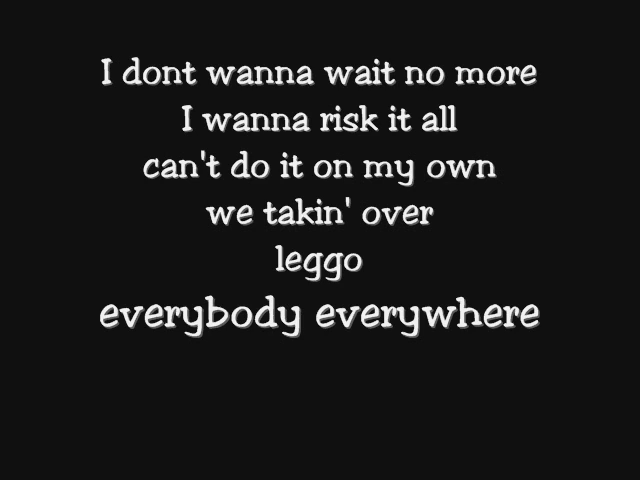 I dont wanna wait no more
I wanna risk it all
can't do it on my own
we takin' over
leggo
everybody everywhere